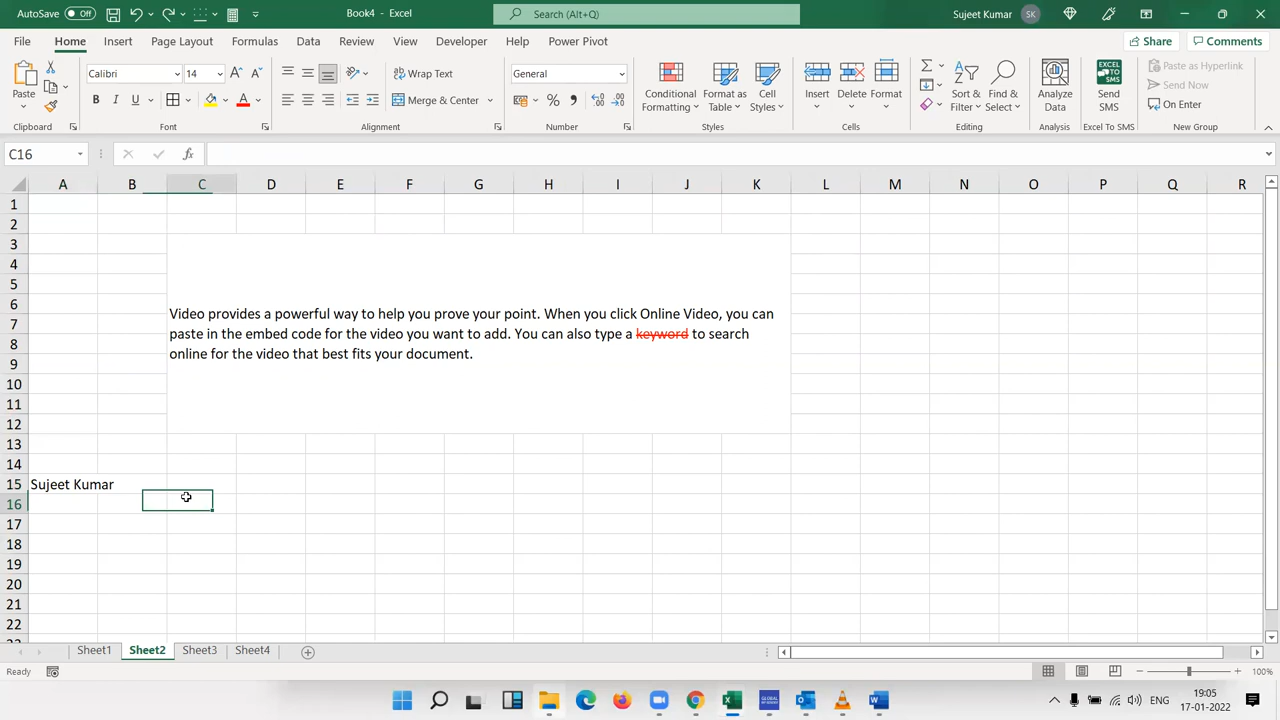 AutoSave Off Book4 - Excel Search (Alt+Q) Sujeet Kumar SK
File Home Insert Page Layout Formulas Data Review View Developer Help Power Pivot Share Comments
Calibri 14 Wrap Text General Paste as Hyperlink
Send Now
Paste B I U A Merge & Center % Conditional Formatting Format as Table Cell Styles Insert Delete Format Sort & Filter Find & Select Analyze Data EXCEL TO SMS Send SMS On Enter
Clipboard Font Alignment Number Styles Cells Editing Analysis Excel To SMS New Group
C16 fx
A B C D E F G H I J K L M N O P Q R
1
2
3
4
5
6
Video provides a powerful way to help you prove your point. When you click Online Video, you can
7
paste in the embed code for the video you want to add. You can also type a keyword to search
8
online for the video that best fits your document.
9
10
11
12
13
14
15 Sujeet Kumar
16
17
18
19
20
21
22
Sheet1 Sheet2 Sheet3 Sheet4
Ready 100%
ENG 19:05
17-01-2022